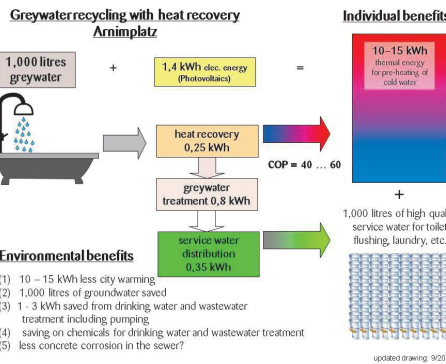 Greywaterrecycling with heat recovery
Arnimplatz
Individual benefits
1,000 litres
greywater
+
1,4 kWh elec. energy
(Photovoltaics)
=
10–15 kWh
thermal energy
for pre-heating of
cold water
heat recovery
0,25 kWh
COP = 40 ... 60
greywater
treatment 0,8 kWh
service water
distribution
0,35 kWh
+
1,000 litres of high qual
service water for toilet
flushing, laundry, etc.
Environmental benefits
(1) 10 – 15 kWh less city warming
(2) 1,000 litres of groundwater saved
(3) 1 - 3 kWh saved from drinking water and wastewater
treatment including pumping
(4) saving on chemicals for drinking water and wastewater treatment
(5) less concrete corrosion in the sewer?
updated drawing: